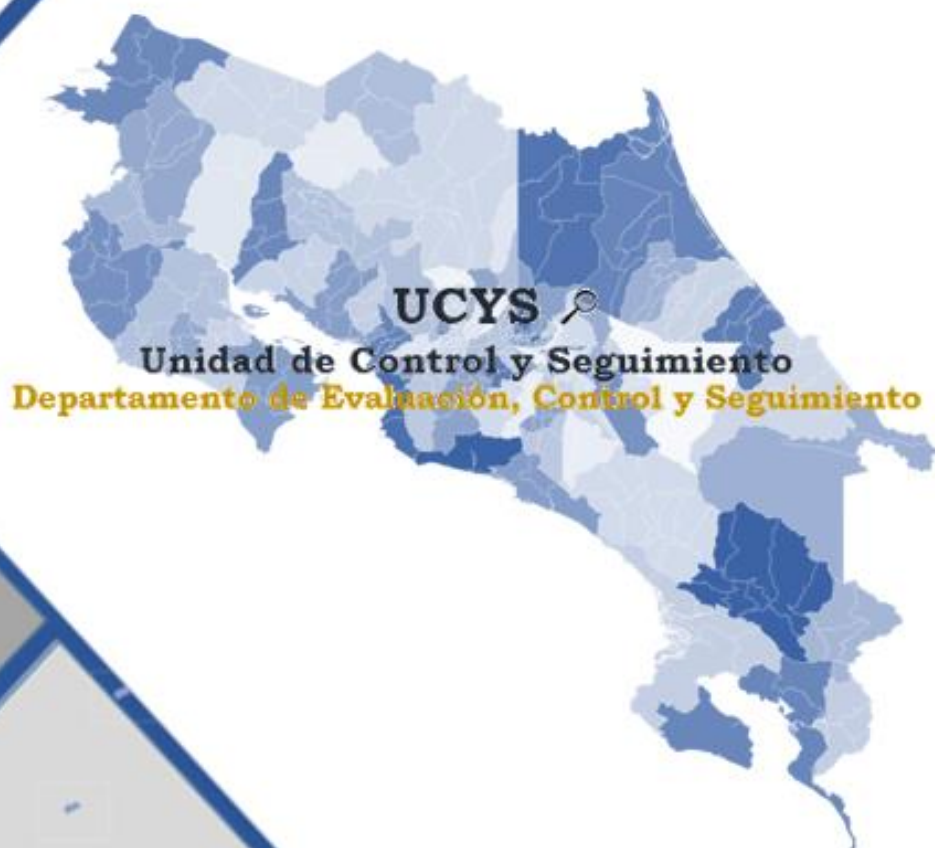 UCYS
Unidad de Control y Seguimiento
Departamento de Evaluación, Control y Seguimiento